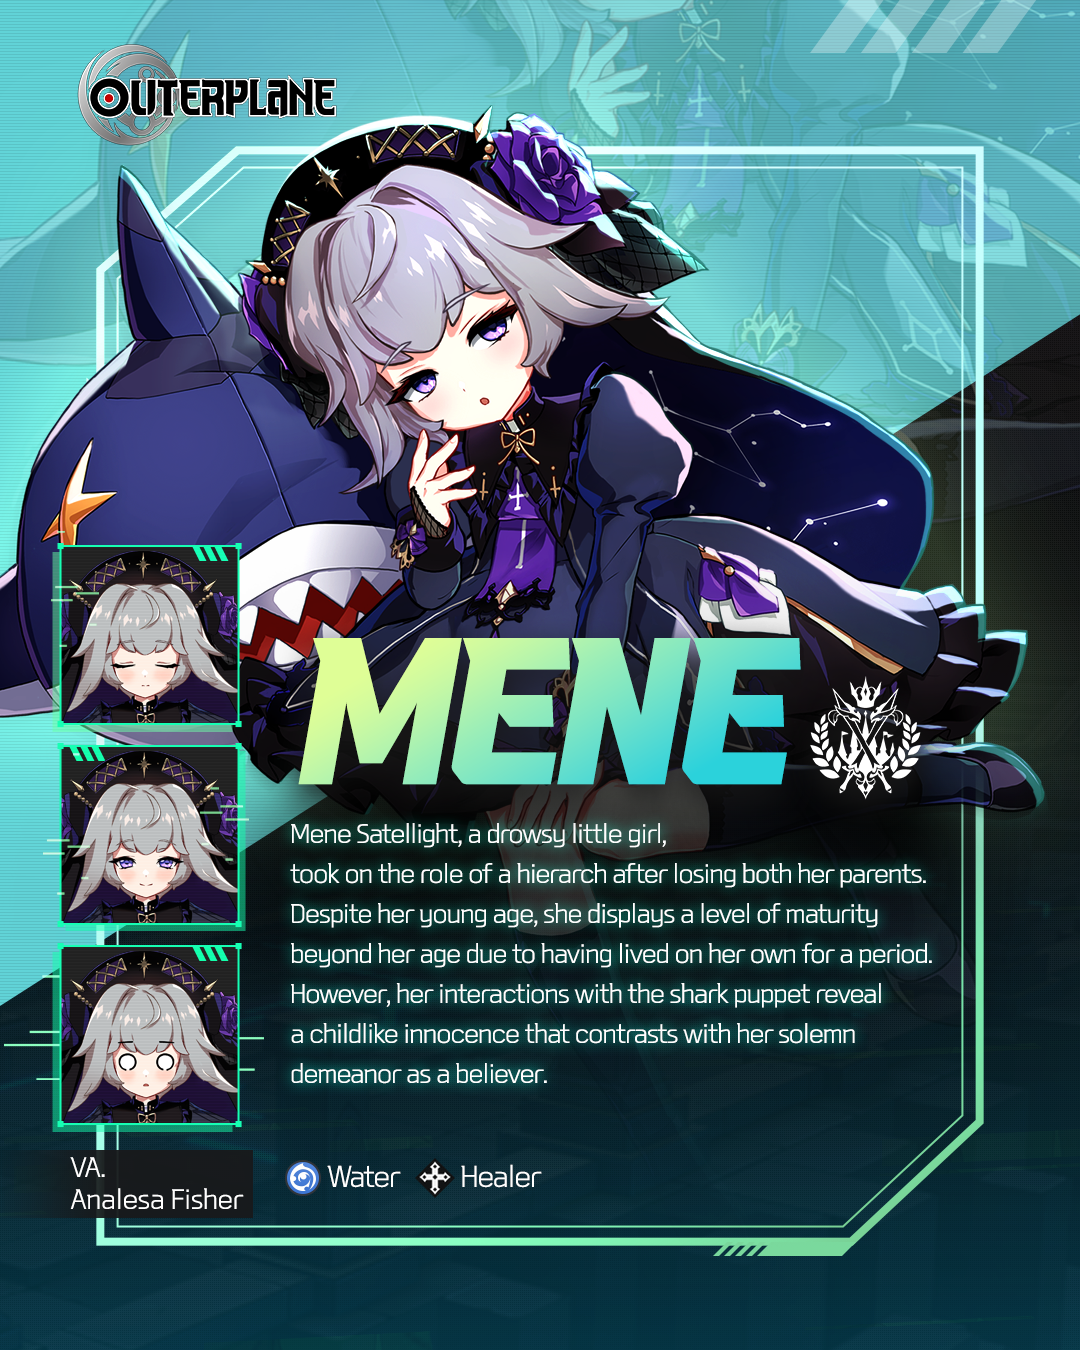 OUTERPLANE
MENE
Mene Satellight, a drowsy little girl,
took on the role of a hierarch after losing both her parents.
Despite her young age, she displays a level of maturity
beyond her age due to having lived on her own for a period.
However, her interactions with the shark puppet reveal
a childlike innocence that contrasts with her solemn
demeanor as a believer.
VA.
Analesa Fisher
Water Healer